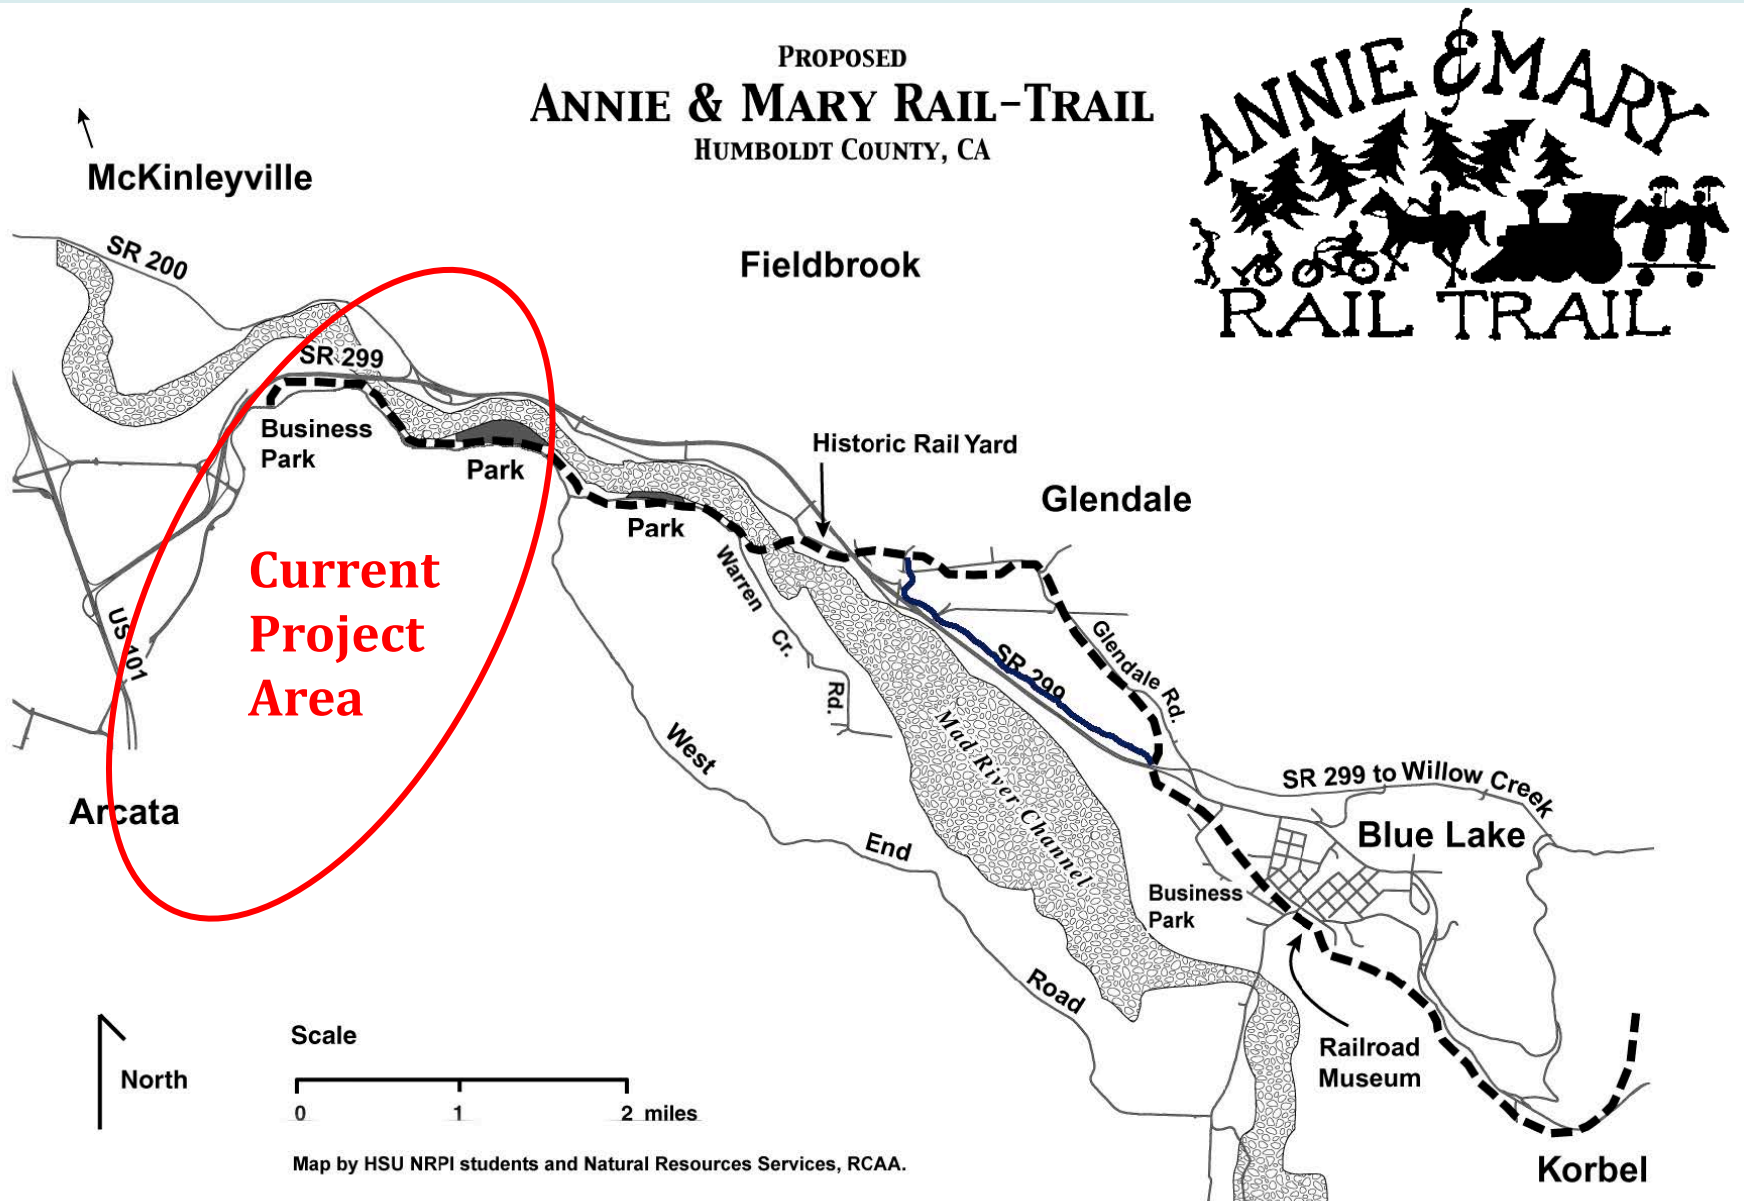 PROPOSED
ANNIE & MARY RAIL-TRAIL
HUMBOLDT COUNTY, CA
ANNIE & MARY
RAIL TRAIL
McKinleyville
Fieldbrook
SR 200
SR 299
Business
Park
Park
Park
Historic Rail Yard
Glendale
Current
Project
Area
US 101
Arcata
Warren
Cr.
Rd.
Glendale Rd.
SR 299
Mad River Channel
West
End
Road
SR 299 to Willow Creek
Blue Lake
Business
Park
Railroad
Museum
Korbel
North
Scale
0 1 2 miles
Map by HSU NRPI students and Natural Resources Services, RCAA.